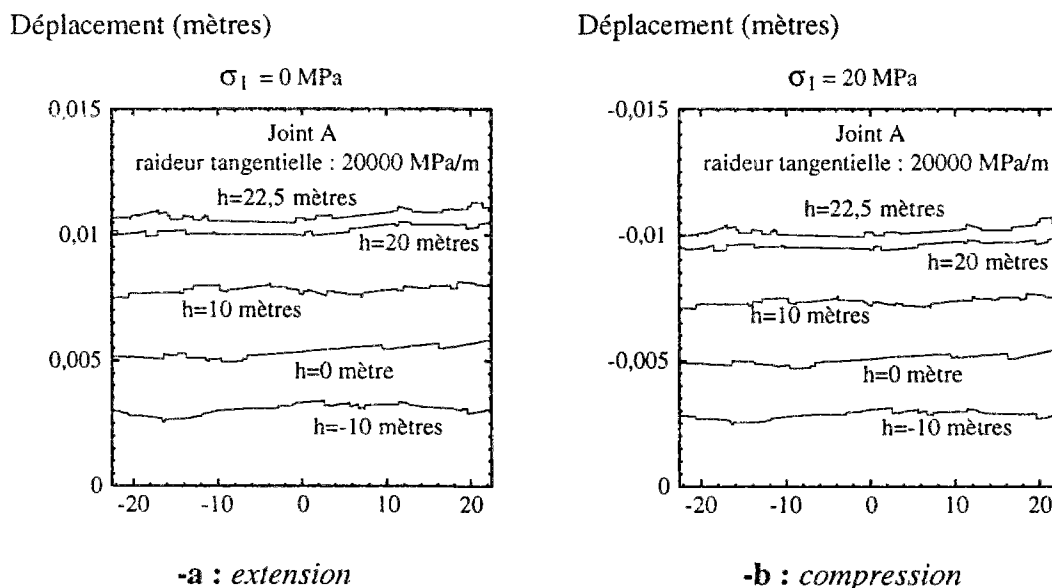 Déplacement (mètres)
σ1 = 0 MPa
0,015
Joint A
raideur tangentielle : 20000 MPa/m
h=22,5 mètres
0,01
h=20 mètres
h=10 mètres
0,005
h=0 mètre
h=-10 mètres
0
-20
-10
0
10
20
-a : extension
Déplacement (mètres)
σ1 = 20 MPa
-0,015
Joint A
raideur tangentielle : 20000 MPa/m
h=22,5 mètres
-0,01
h=20 mètres
h=10 mètres
-0,005
h=0 mètre
h=-10 mètres
0
-20
-10
0
10
20
-b : compression